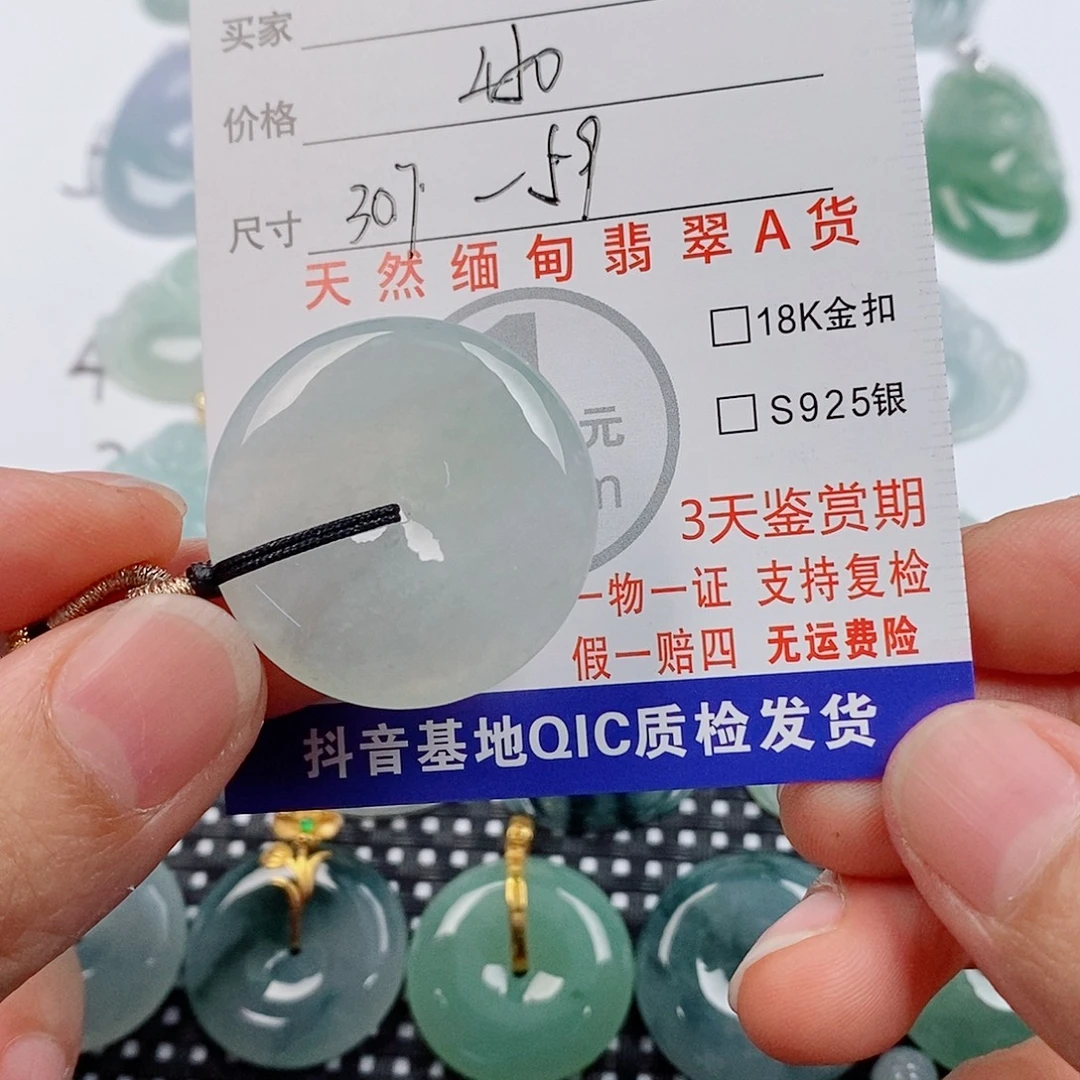 买家
价格 450
尺寸 307-59
天然缅甸翡翠A货
1元
□18K金扣
□S925银
3天鉴赏期
一物一证 支持复检
假一赔四 无运费险
抖音基地QIC质检发货